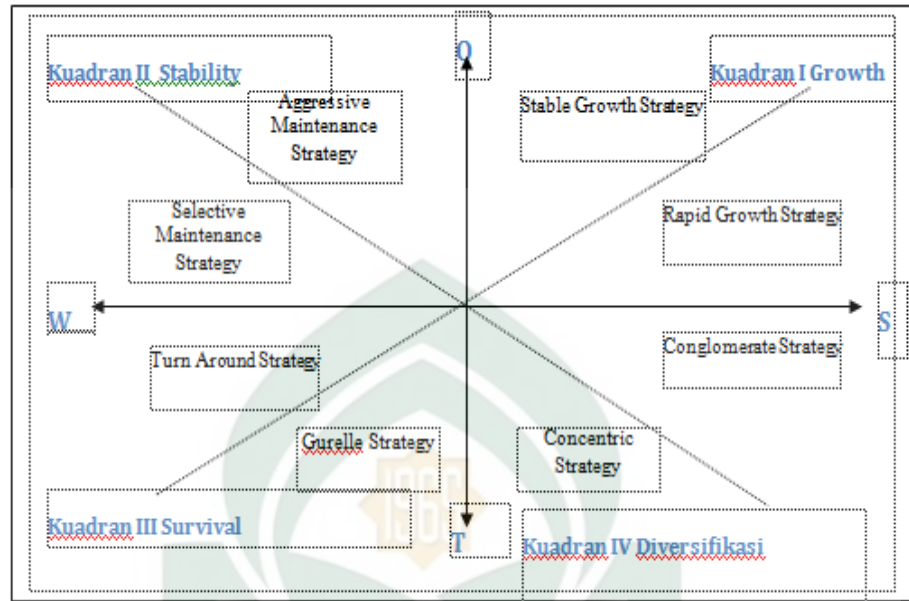 O
Kuadran II Stability
Kuadran I Growth
Aggressive
Maintenance
Strategy
Stable Growth Strategy
Selective
Maintenance
Strategy
Rapid Growth Strategy
W
S
Turn Around Strategy
Conglomerate Strategy
Gurelle Strategy
Concentric
Strategy
1965
Kuadran III Survival
T
Kuadran IV Diversifikasi